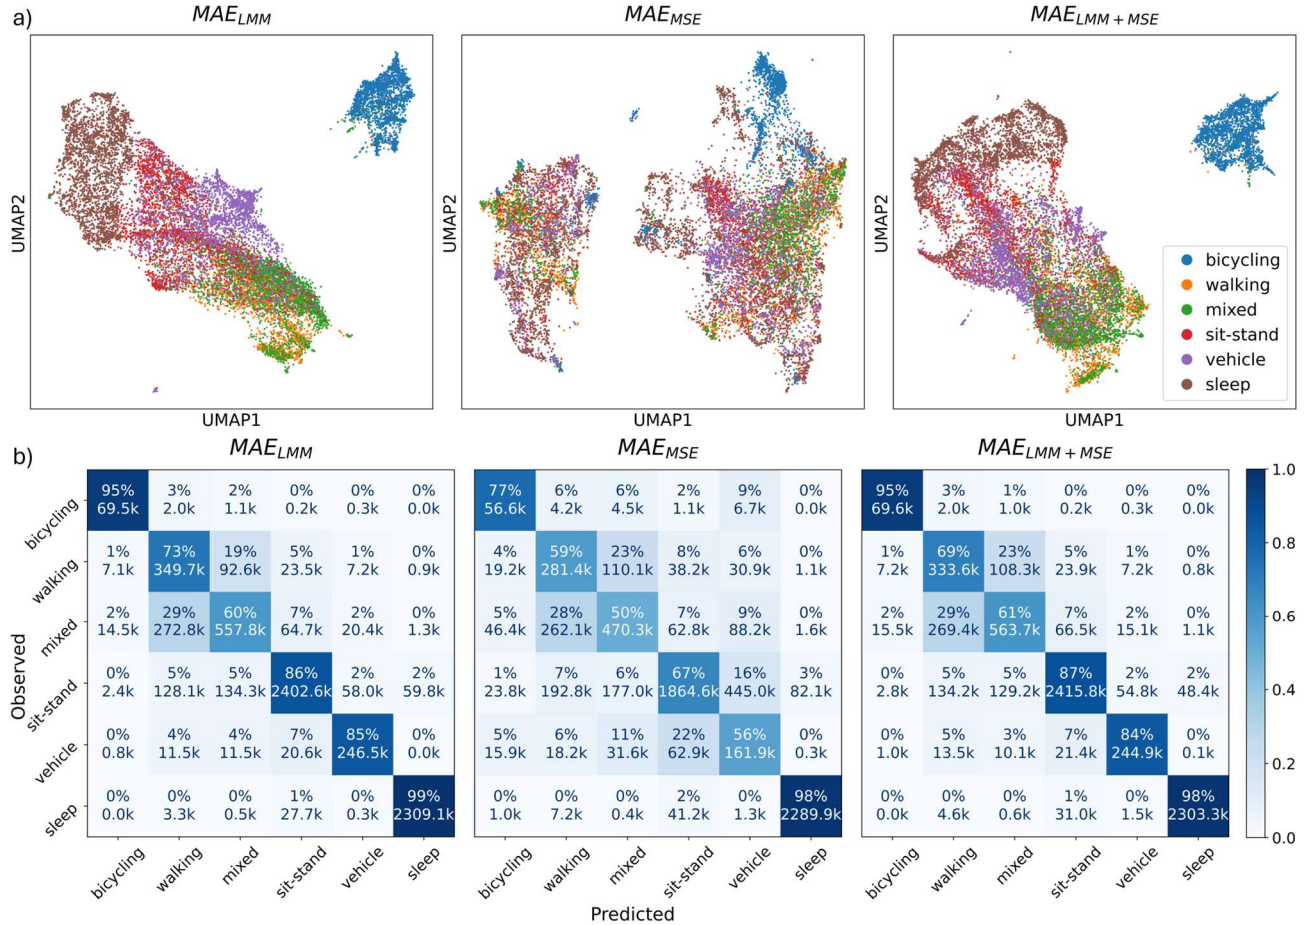 a)
MAE_LMM
MAE_MSE
MAE_LMM+MSE
UMAP2
UMAP2
UMAP2
bicycling
walking
mixed
sit-stand
vehicle
sleep
UMAP1
UMAP1
UMAP1
b)
MAE_LMM
MAE_MSE
MAE_LMM+MSE
Observed
bicycling
walking
mixed
sit-stand
vehicle
sleep
95% 3% 2% 0% 0% 0%
69.5k 2.0k 1.1k 0.2k 0.3k 0.0k
1% 73% 19% 5% 1% 0%
7.1k 349.7k 92.6k 23.5k 7.2k 0.9k
2% 29% 60% 7% 2% 0%
14.5k 272.8k 557.8k 64.7k 20.4k 1.3k
0% 5% 5% 86% 2% 2%
2.4k 128.1k 134.3k 2402.6k 58.0k 59.8k
0% 4% 4% 7% 85% 0%
0.8k 11.5k 11.5k 20.6k 246.5k 0.0k
0% 0% 0% 1% 0% 99%
0.0k 3.3k 0.5k 27.7k 0.3k 2309.1k
77% 6% 6% 2% 9% 0%
56.6k 4.2k 4.5k 1.1k 6.7k 0.0k
4% 59% 23% 8% 6% 0%
19.2k 281.4k 110.1k 38.2k 30.9k 1.1k
5% 28% 50% 7% 9% 0%
46.4k 262.1k 470.3k 62.8k 88.2k 1.6k
1% 7% 6% 67% 16% 3%
23.8k 192.8k 177.0k 1864.6k 445.0k 82.1k
5% 6% 11% 22% 56% 0%
15.9k 18.2k 31.6k 62.9k 161.9k 0.3k
0% 0% 0% 2% 0% 98%
1.0k 7.2k 0.4k 41.2k 1.3k 2289.9k
95% 3% 1% 0% 0% 0%
69.6k 2.0k 1.0k 0.2k 0.3k 0.0k
1% 69% 23% 5% 1% 0%
7.2k 333.6k 108.3k 23.9k 7.2k 0.8k
2% 29% 61% 7% 2% 0%
15.5k 269.4k 563.7k 66.5k 15.1k 1.1k
0% 5% 5% 87% 2% 2%
2.8k 134.2k 129.2k 2415.8k 54.8k 48.4k
0% 5% 3% 7% 84% 0%
1.0k 13.5k 10.1k 21.4k 244.9k 0.1k
0% 0% 0% 1% 0% 98%
0.0k 4.6k 0.6k 31.0k 1.5k 2303.3k
1.0
0.8
0.6
0.4
0.2
0.0
bicycling walking mixed sit-stand vehicle sleep
bicycling walking mixed sit-stand vehicle sleep
bicycling walking mixed sit-stand vehicle sleep
Predicted